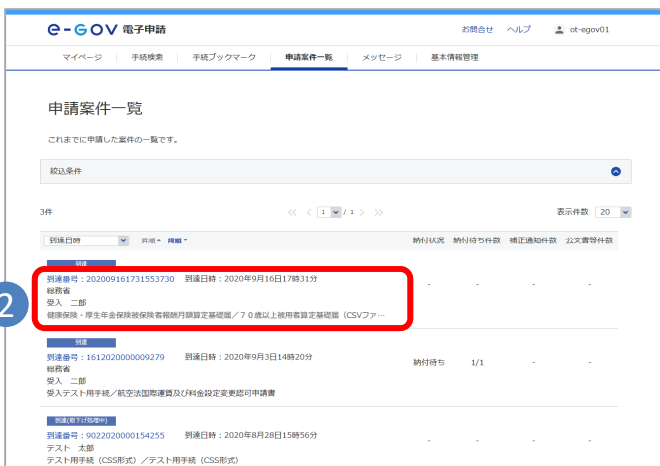 e-GOV 電子申請
お問合せ ヘルプ ot-egov01
マイページ 手続検索 手続ブックマーク 申請案件一覧 メッセージ 基本情報管理
申請案件一覧
これまでに申請した案件の一覧です。
絞込条件
3件 << < 1 / 1 > >> 表示件数 20
到達日時 昇順 降順 納付状況 納付待ち件数 補正通知件数 公文書等件数
到達
到達番号：202009161731553730 到達日時：2020年9月16日17時31分
総務省
受入 二郎
健康保険・厚生年金保険被保険者報酬月額算定基礎届／７０歳以上被用者算定基礎届（CSVファ…
- - - -
2
到達
到達番号：1612020000009279 到達日時：2020年9月3日14時20分
総務省
受入 二郎
受入テスト用手続／航空法国際運賃及び料金設定変更認可申請書
納付待ち 1/1 - -
到達(取下げ処理中)
到達番号：9022020000154255 到達日時：2020年8月28日15時56分
テスト 太郎
テスト用手続（CSS形式）／テスト用手続（CSS形式）
- - - -